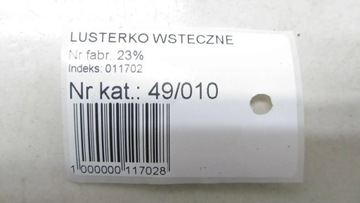 LUSTERKO WSTECZNE
Nr fabr. 23%
Indeks: 011702
Nr kat.: 49/010
1 000000 117028